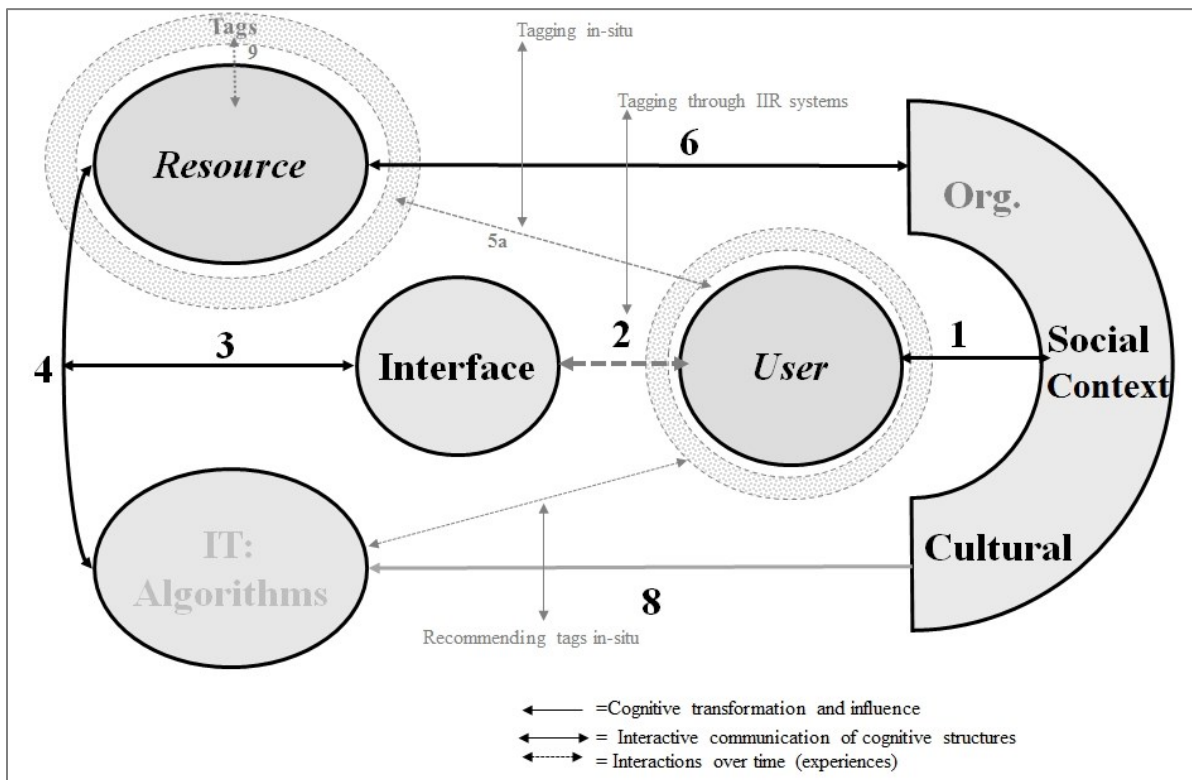 Tags
9
Tagging in-situ
Tagging through IIR systems
6
Resource
Org.
5a
2
1
3
4
Interface
User
Social
Context
IT:
Algorithms
Cultural
8
Recommending tags in-situ
=Cognitive transformation and influence
= Interactive communication of cognitive structures
= Interactions over time (experiences)